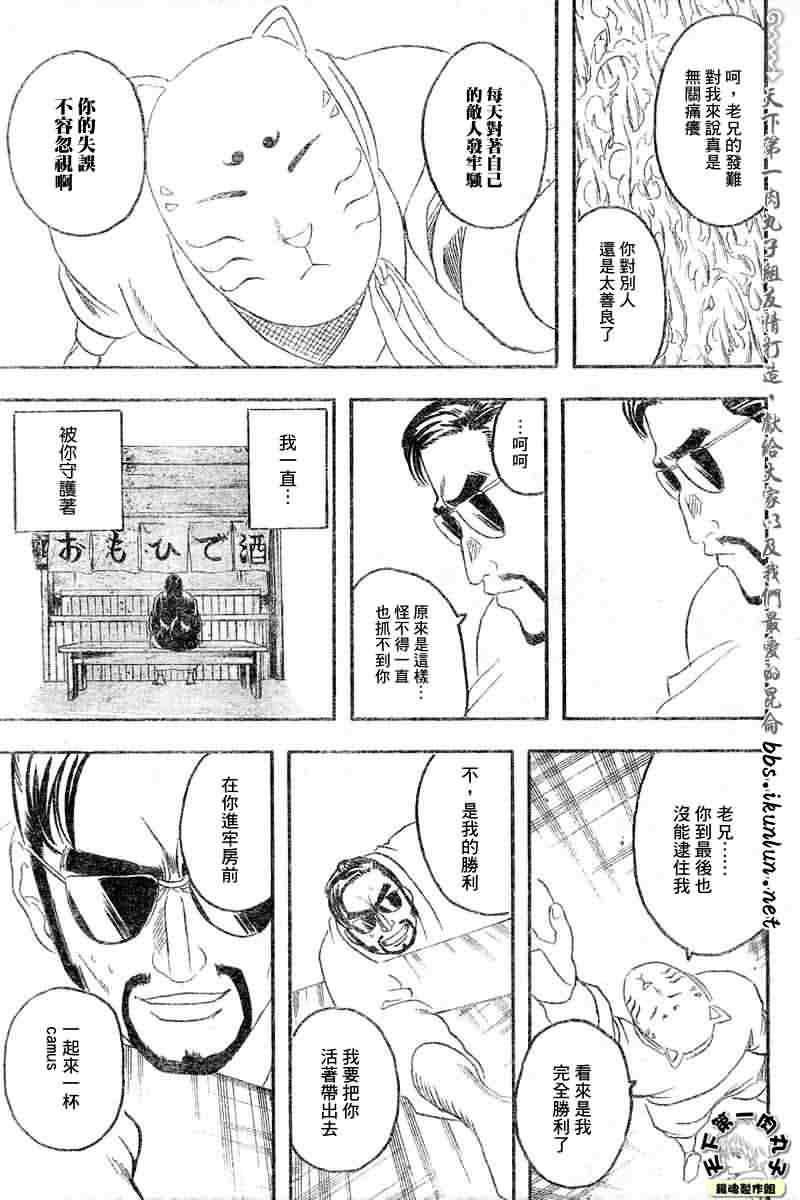 呵，老兄的發難
對我來說真是
無關痛癢
你對別人
還是太善良了
每天對著自己
的敵人發牢騷
你的失誤
不容忽視啊
…呵呵
原來是這樣…
怪不得一直
也抓不到你
我一直…
被你守護著
おもひで酒
老兄……
你到最後也
沒能逮住我
看來是我
完全勝利了
不，是我的勝利
我要把你
活著帶出去
在你進牢房前
一起來一杯
camus
天下第一肉丸子組友情打造，獻給大家以及我們最愛的昆侖 bbs.ikunlun.net
天下第一肉丸子
製作組